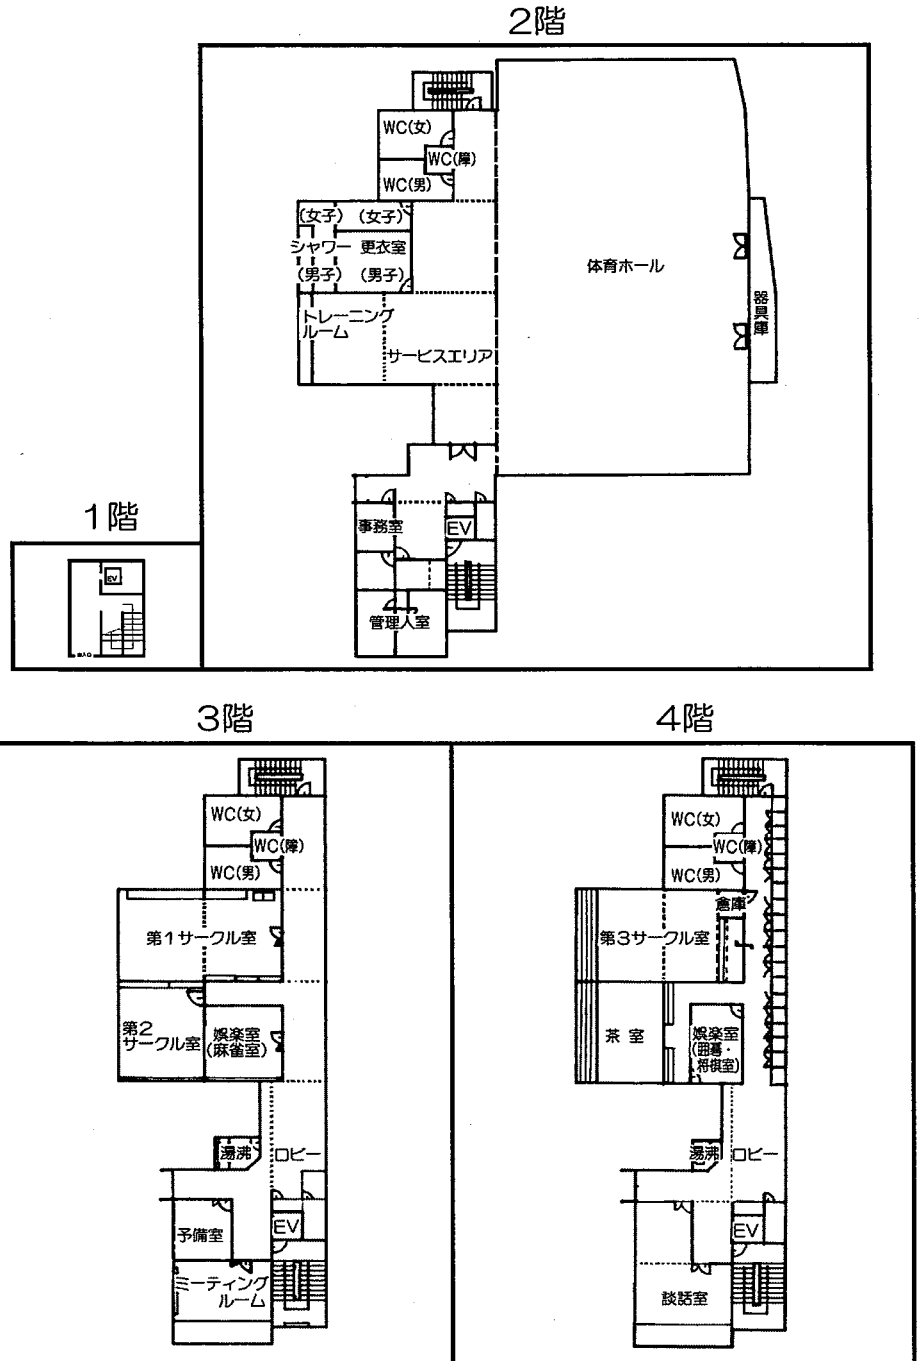 2階
WC(女)
WC(障)
WC(男)
(女子) (女子)
シャワー 更衣室
(男子) (男子)
体育ホール
器具庫
トレーニング
ルーム
サービスエリア
事務室
EV
管理人室
1階
EV
3階
WC(女)
WC(障)
WC(男)
第1サークル室
第2
サークル室
娯楽室
(麻雀室)
湯沸
ロビー
EV
予備室
ミーティング
ルーム
4階
WC(女)
WC(障)
WC(男)
倉庫
第3サークル室
茶室
娯楽室
(囲碁・
将棋室)
湯沸
ロビー
EV
談話室